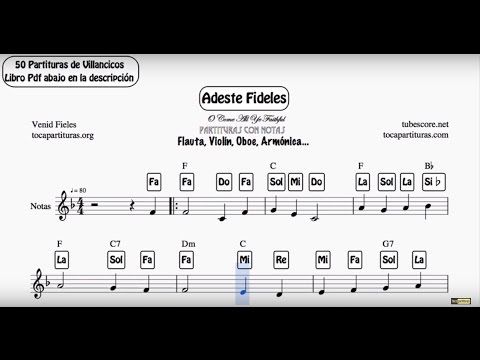 50 Partituras de Villancicos
Libro Pdf abajo en la descripción
Adeste Fideles
O Come All Ye Faithful
PARTITURAS CON NOTAS
Flauta, Violín, Oboe, Armónica...
Venid Fieles
tocapartituras.org
tubescore.net
tocapartituras.com
♩ = 80
F C F B♭
Fa Fa Do Fa Sol Mi Do La Sol La Si♭
Notas
F C7 Dm C G7
La Sol Fa Fa Mi Re Mi Fa Sol La